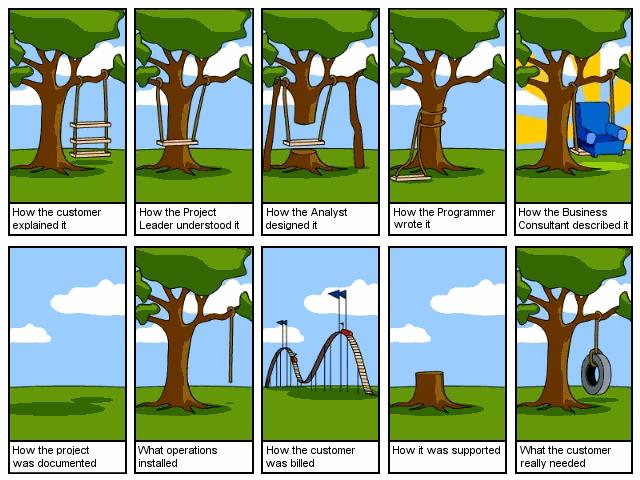 How the customer
explained it
How the Project
Leader understood it
How the Analyst
designed it
How the Programmer
wrote it
How the Business
Consultant described it
How the project
was documented
What operations
installed
How the customer
was billed
How it was supported
What the customer
really needed